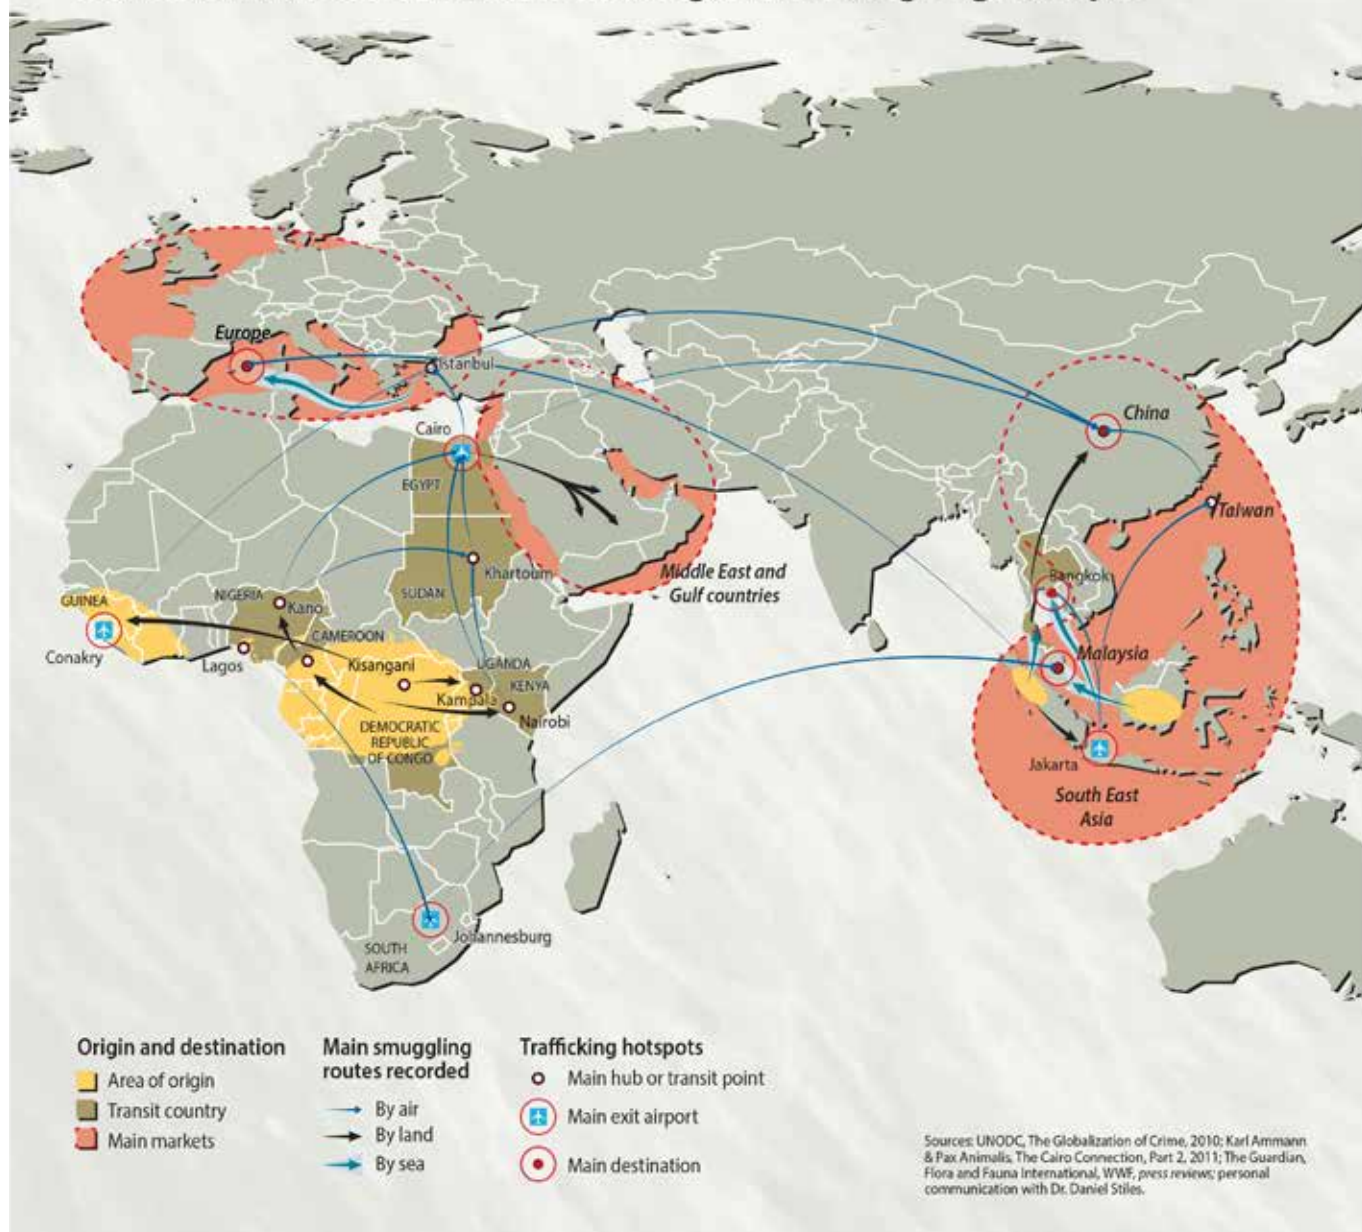 Europe
Istanbul
China
Cairo
EGYPT
Taiwan
Khartoum
Middle East and
Gulf countries
Bangkok
SUDAN
GUINEA
NIGERIA
Kano
CAMEROON
Conakry
Lagos
Kisangani
UGANDA
Malaysia
Kampala
KENYA
Nairobi
DEMOCRATIC
REPUBLIC
OF CONGO
Jakarta
South East
Asia
Johannesburg
SOUTH
AFRICA
Origin and destination
Area of origin
Transit country
Main markets
Main smuggling
routes recorded
By air
By land
By sea
Trafficking hotspots
Main hub or transit point
Main exit airport
Main destination
Sources: UNODC, The Globalization of Crime, 2010; Karl Ammann
& Pax Animalis, The Cairo Connection, Part 2, 2011; The Guardian,
Flora and Fauna International, WWF, press reviews; personal
communication with Dr. Daniel Stiles.